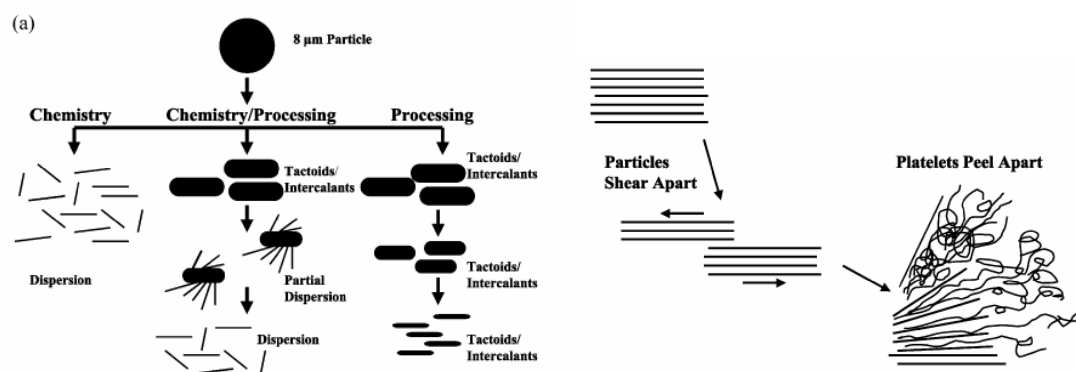 (a)
8 µm Particle
Chemistry
Chemistry/Processing
Processing
Tactoids/
Intercalants
Tactoids/
Intercalants
Dispersion
Partial
Dispersion
Tactoids/
Intercalants
Dispersion
Tactoids/
Intercalants
Particles
Shear Apart
Platelets Peel Apart